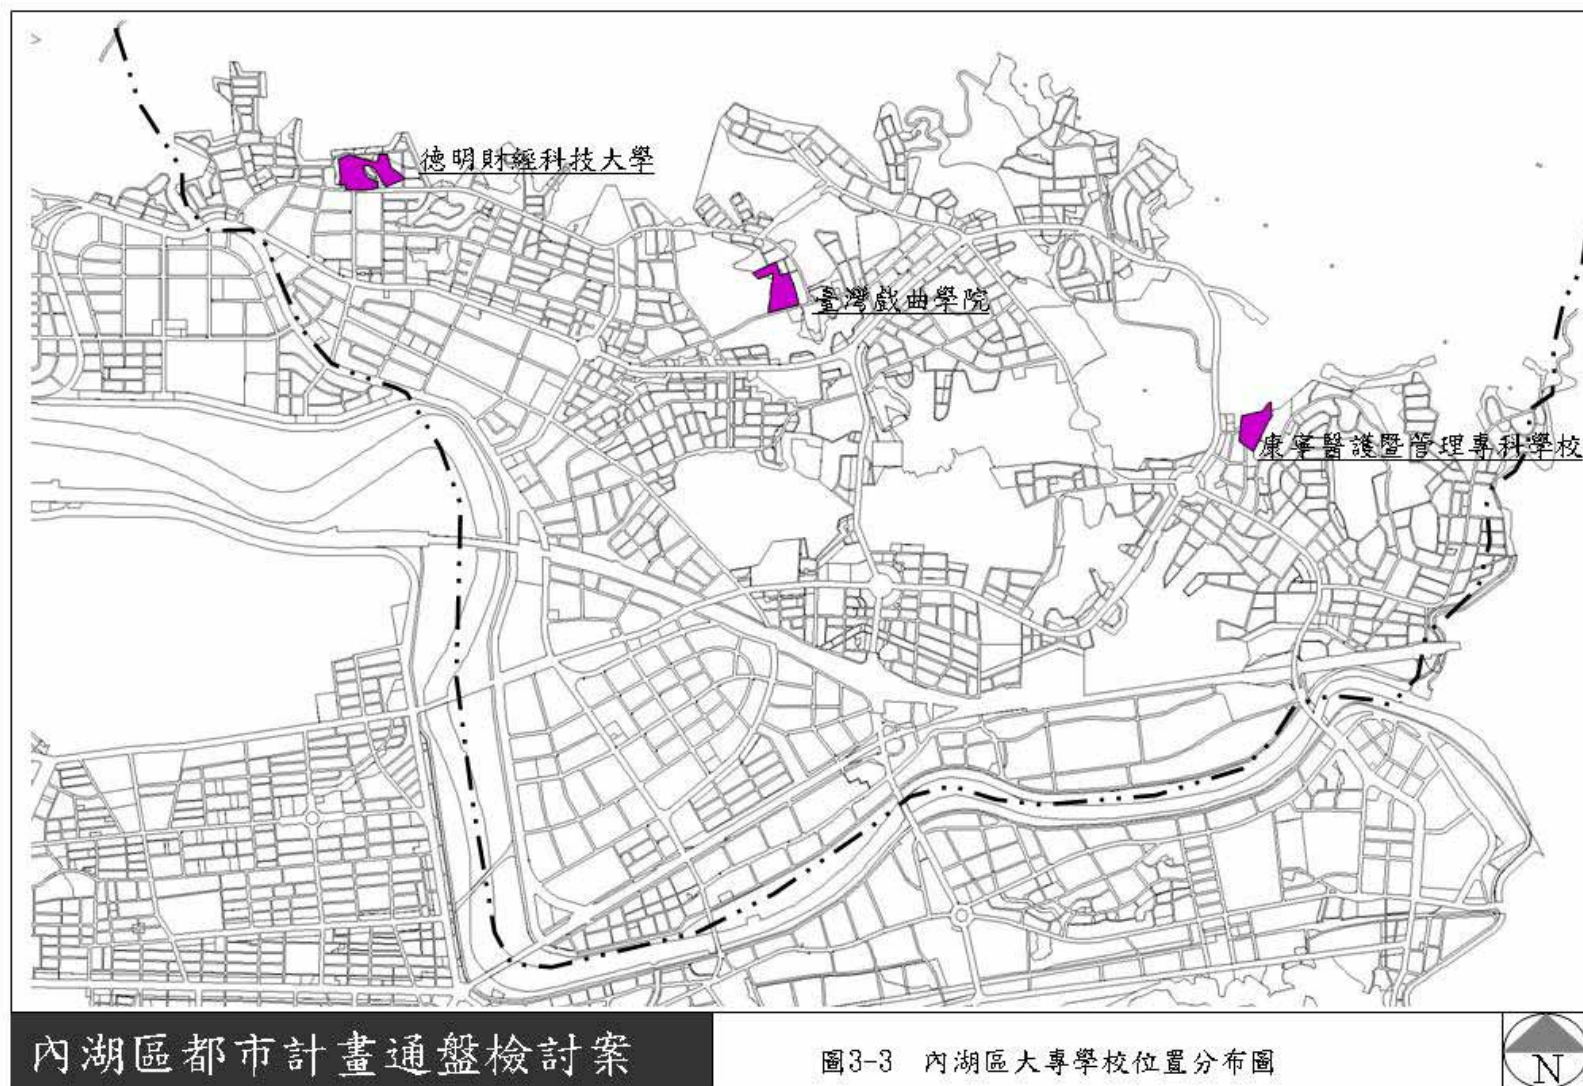 德明財經科技大學
臺灣戲曲學院
康寧醫護暨管理專科學校
內湖區都市計畫通盤檢討案
圖3-3 內湖區大專學校位置分布圖
N